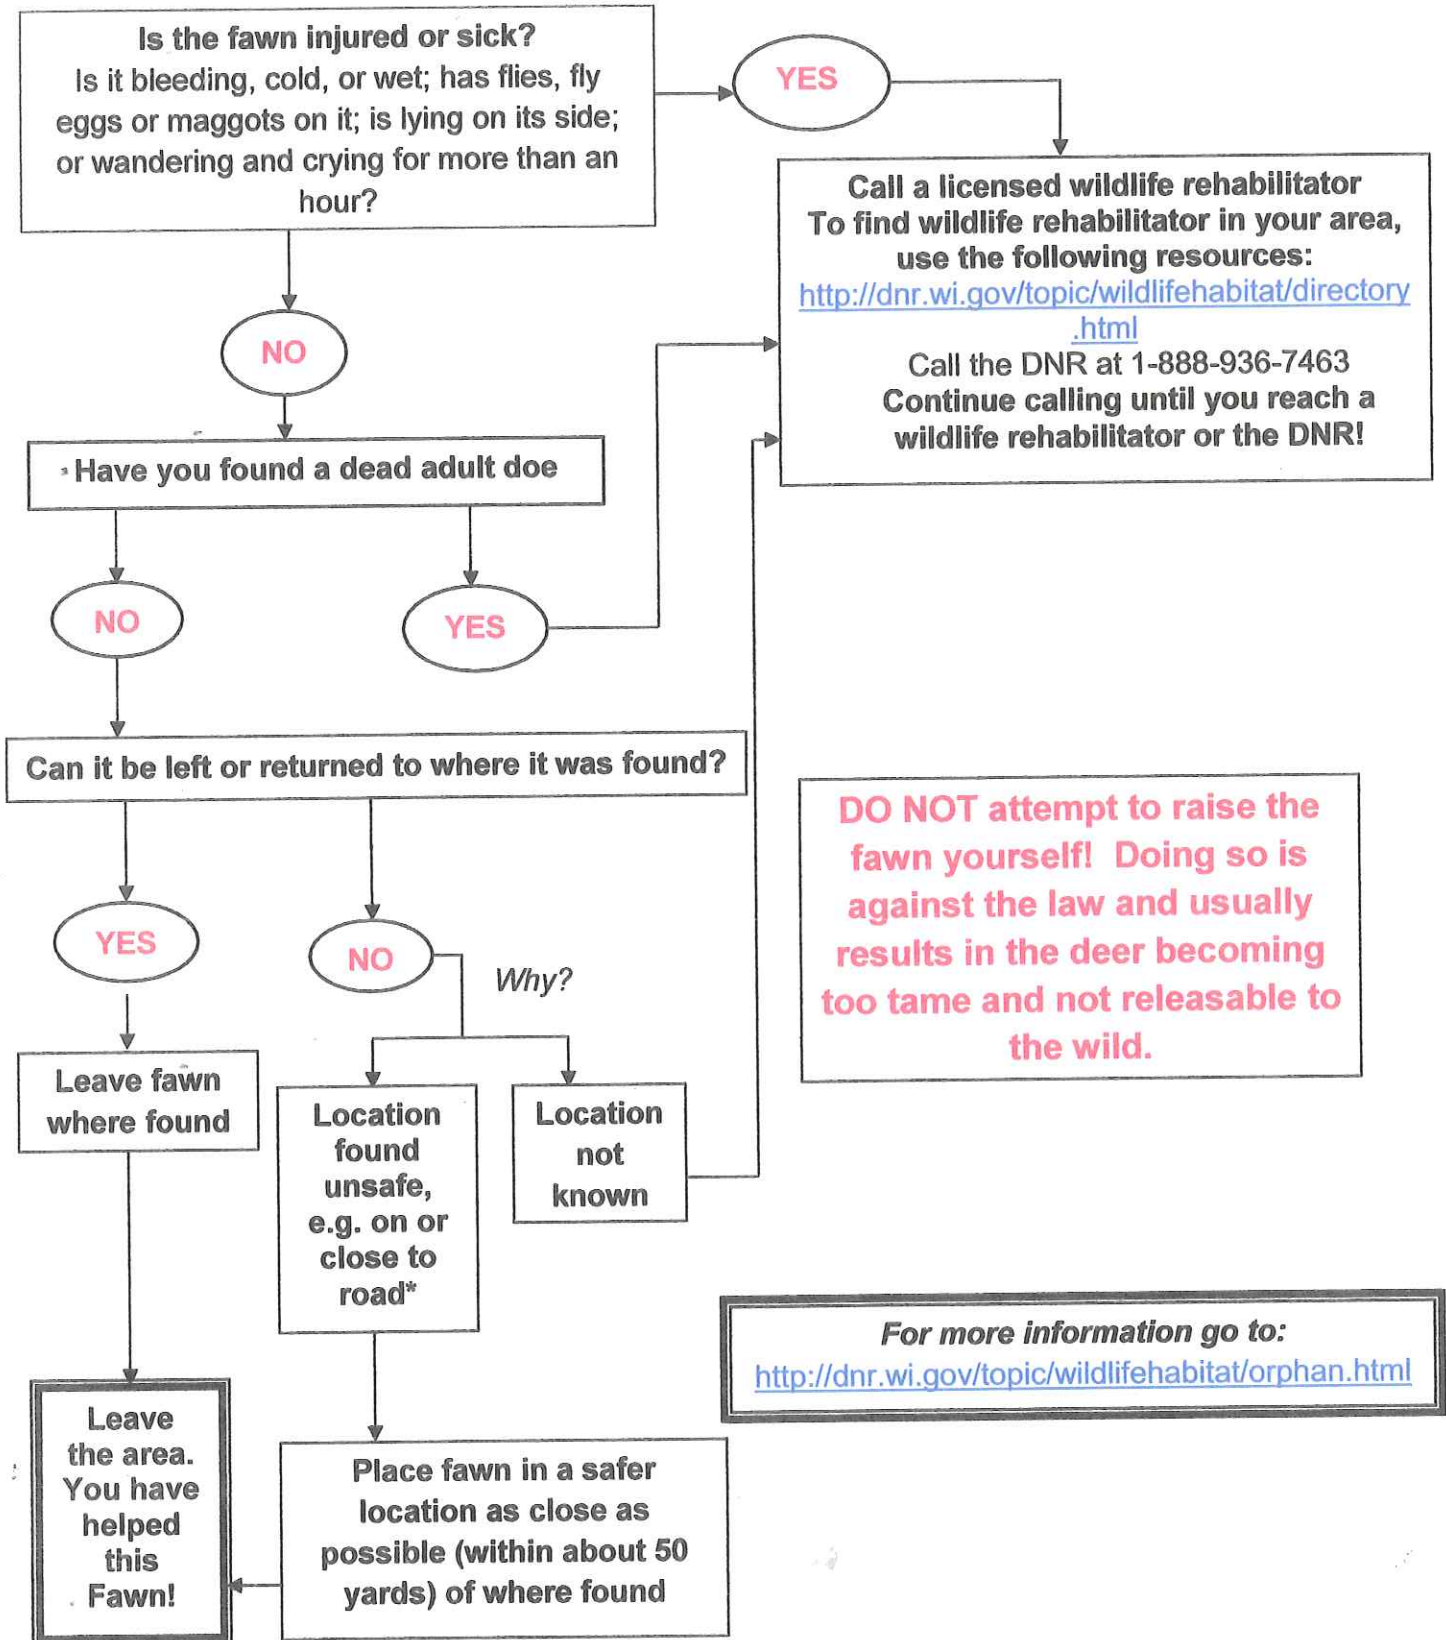 Is the fawn injured or sick?
Is it bleeding, cold, or wet; has flies, fly
eggs or maggots on it; is lying on its side;
or wandering and crying for more than an
hour?
YES
Call a licensed wildlife rehabilitator
To find wildlife rehabilitator in your area,
use the following resources:
http://dnr.wi.gov/topic/wildlifehabitat/directory
.html
Call the DNR at 1-888-936-7463
Continue calling until you reach a
wildlife rehabilitator or the DNR!
NO
Have you found a dead adult doe
NO
YES
Can it be left or returned to where it was found?
YES
NO
Why?
Leave fawn
where found
Location
found
unsafe,
e.g. on or
close to
road*
Location
not
known
DO NOT attempt to raise the
fawn yourself! Doing so is
against the law and usually
results in the deer becoming
too tame and not releasable to
the wild.
For more information go to:
http://dnr.wi.gov/topic/wildlifehabitat/orphan.html
Leave
the area.
You have
helped
this
Fawn!
Place fawn in a safer
location as close as
possible (within about 50
yards) of where found